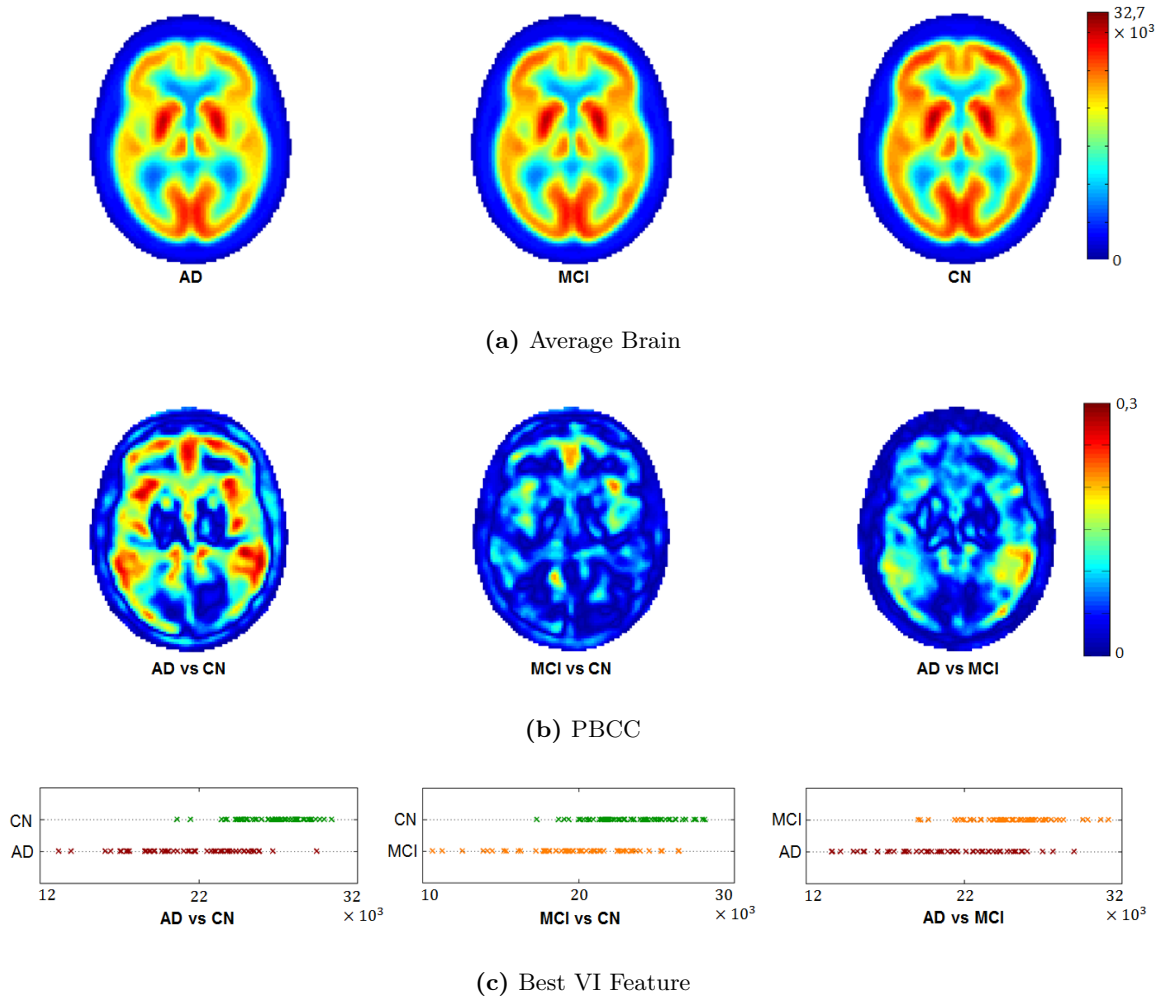 32,7
× 10³
0
AD
MCI
CN
(a) Average Brain
0,3
0
AD vs CN
MCI vs CN
AD vs MCI
(b) PBCC
CN
AD
12
22
32
× 10³
AD vs CN
CN
MCI
10
20
30
× 10³
MCI vs CN
MCI
AD
12
22
32
× 10³
AD vs MCI
(c) Best VI Feature